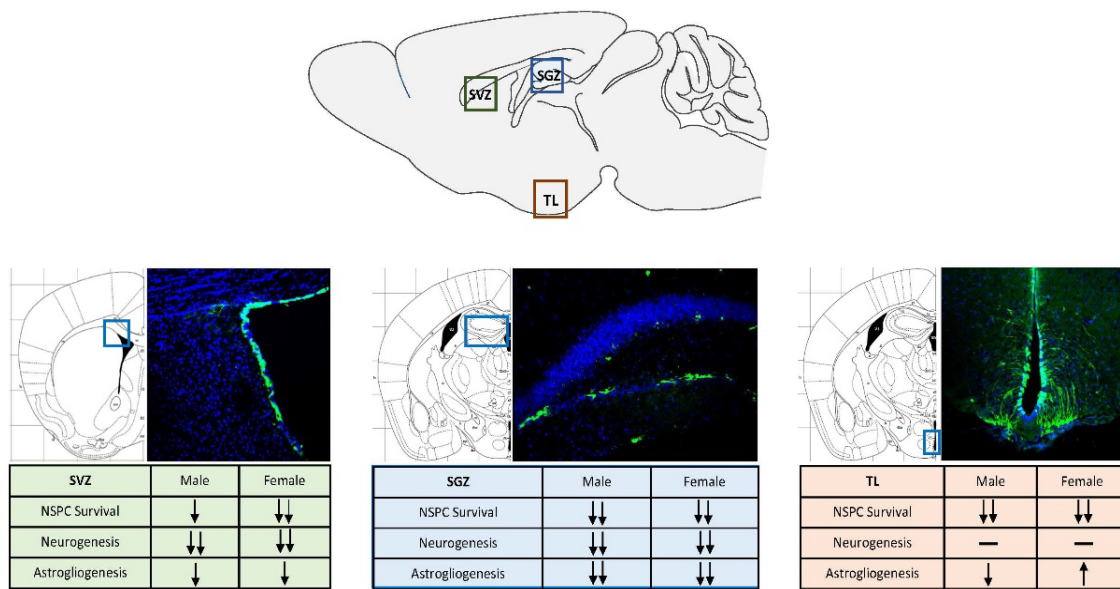 SGZ
SVZ
TL
SVZ Male Female
NSPC Survival ↓ ↓↓
Neurogenesis ↓↓ ↓↓
Astrogliogenesis ↓ ↓
SGZ Male Female
NSPC Survival ↓↓ ↓↓
Neurogenesis ↓↓ ↓↓
Astrogliogenesis ↓↓ ↓↓
TL Male Female
NSPC Survival ↓↓ ↓↓
Neurogenesis — —
Astrogliogenesis ↓ ↑